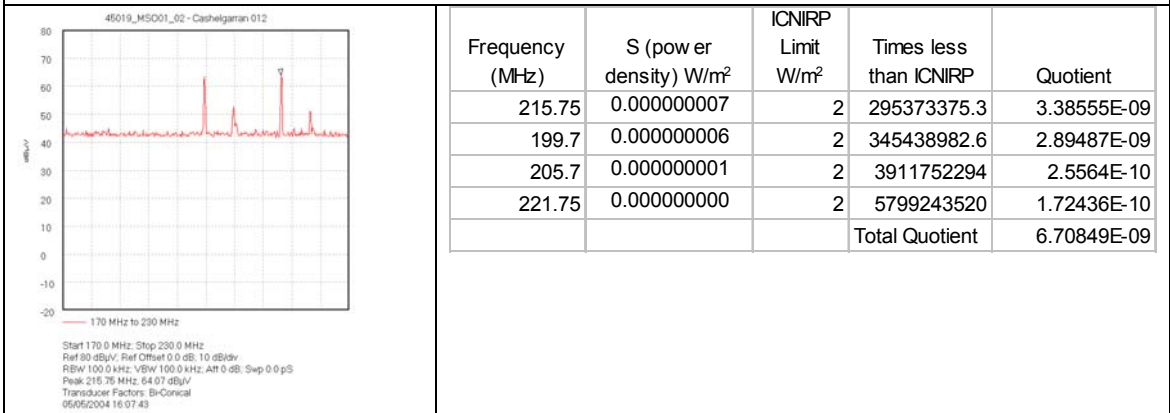 45019_MSO01_02 - Cashelgarran 012
80
70
60
50
40
30
20
10
0
-10
-20
dBµV
170 MHz to 230 MHz
Start 170.0 MHz; Stop 230.0 MHz
Ref 80 dBµV; Ref Offset 0.0 dB; 10 dB/div
RBW 100.0 kHz; VBW 100.0 kHz; Att 0 dB; Swp 0.0 pS
Peak 215.75 MHz, 64.07 dBµV
Transducer Factors: Bi-Conical
05/05/2004 16:07:43
Frequency (MHz) S (pow er density) W/m² ICNIRP Limit W/m² Times less than ICNIRP Quotient
215.75 0.000000007 2 295373375.3 3.38555E-09
199.7 0.000000006 2 345438982.6 2.89487E-09
205.7 0.000000001 2 3911752294 2.5564E-10
221.75 0.000000000 2 5799243520 1.72436E-10
Total Quotient 6.70849E-09